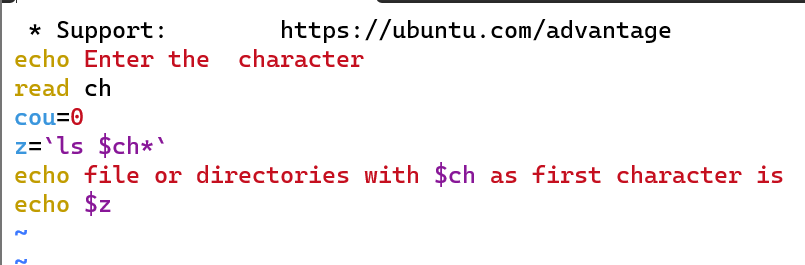 * Support:        https://ubuntu.com/advantage
echo Enter the  character
read ch
cou=0
z=`ls $ch*`
echo file or directories with $ch as first character is
echo $z
~
~